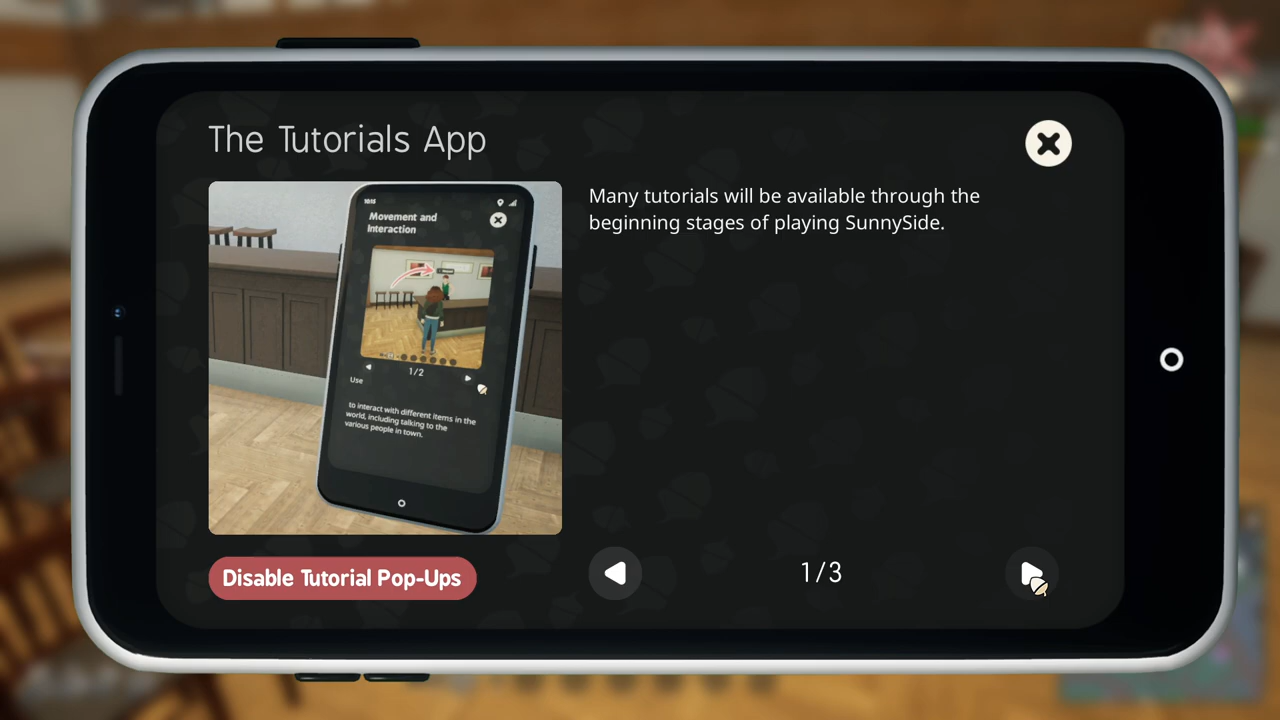 The Tutorials App
Many tutorials will be available through the
beginning stages of playing SunnySide.
10:15
Movement and
Interaction
1/2
Use
to interact with different items in the
world, including talking to the
various people in town.
Disable Tutorial Pop-Ups
1/3